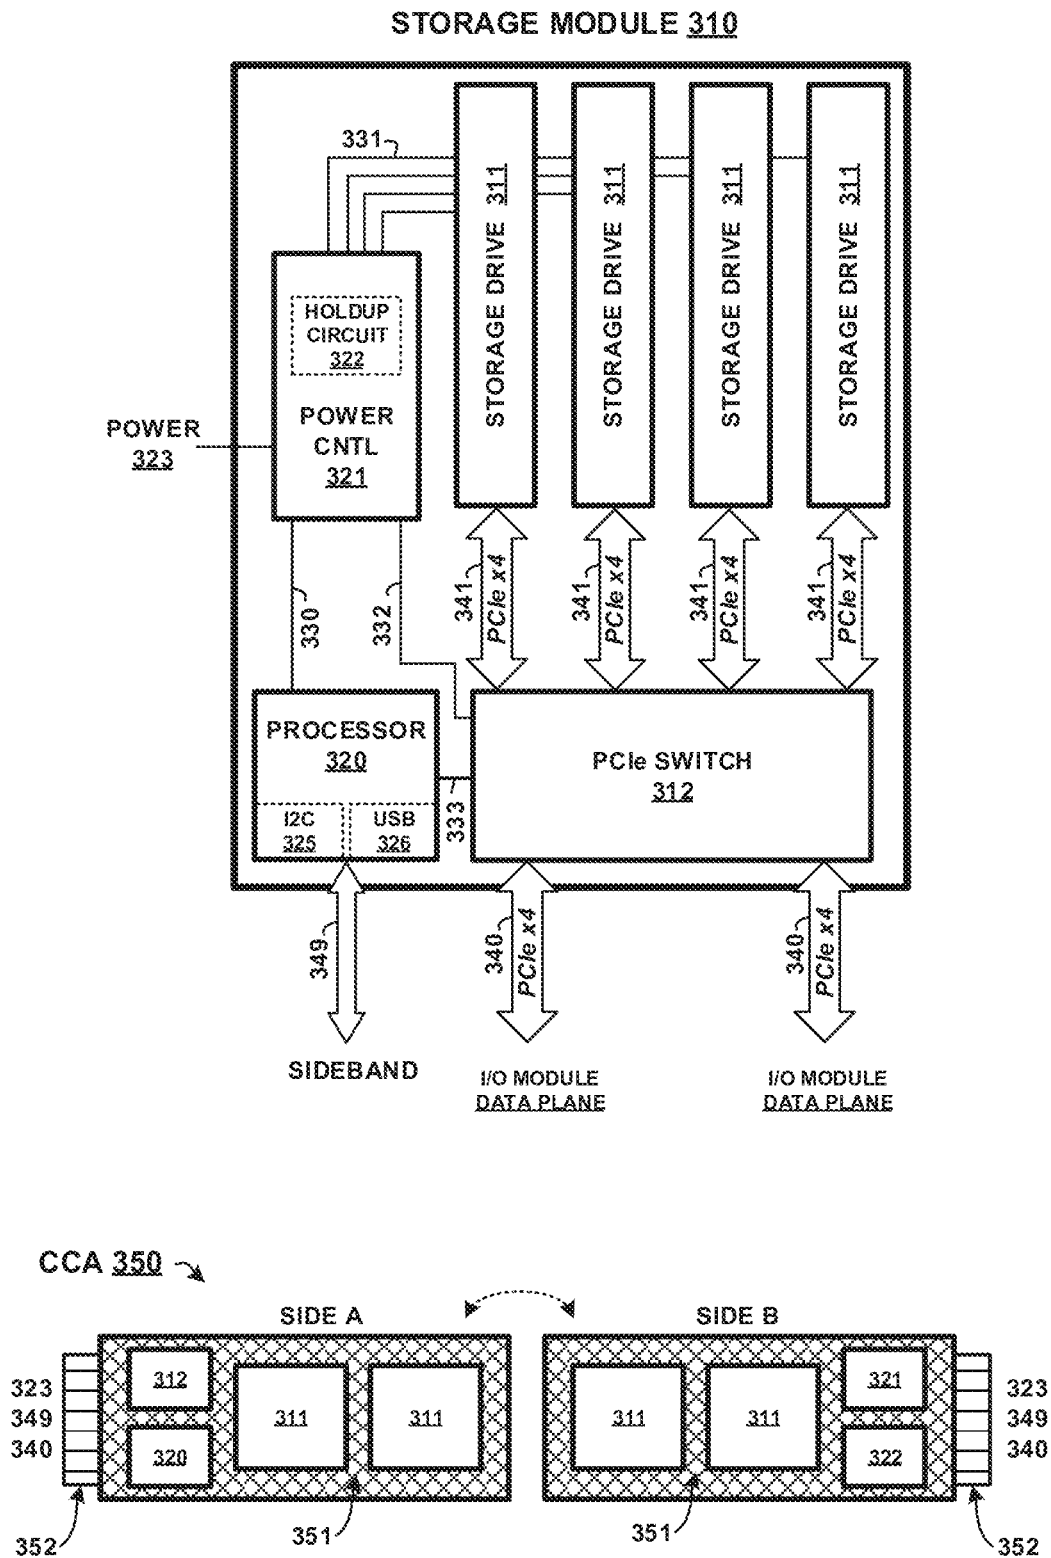 STORAGE MODULE 310
331
STORAGE DRIVE 311
STORAGE DRIVE 311
STORAGE DRIVE 311
STORAGE DRIVE 311
HOLDUP
CIRCUIT
322
POWER
CNTL
321
POWER
323
330
332
341
PCIe x4
341
PCIe x4
341
PCIe x4
341
PCIe x4
PROCESSOR
320
I2C
325
USB
326
333
PCIe SWITCH
312
349
340
PCIe x4
340
PCIe x4
SIDEBAND
I/O MODULE
DATA PLANE
I/O MODULE
DATA PLANE
CCA 350
SIDE A
SIDE B
323
349
340
312
320
311
311
311
311
321
322
323
349
340
352
351
351
352